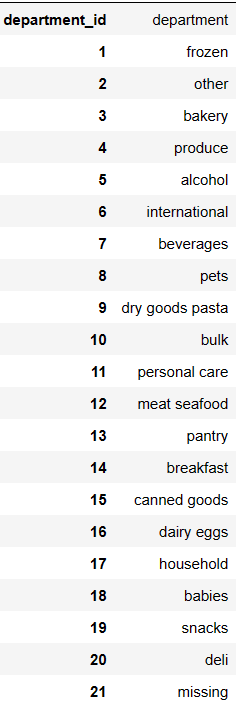 department_id department
1 frozen
2 other
3 bakery
4 produce
5 alcohol
6 international
7 beverages
8 pets
9 dry goods pasta
10 bulk
11 personal care
12 meat seafood
13 pantry
14 breakfast
15 canned goods
16 dairy eggs
17 household
18 babies
19 snacks
20 deli
21 missing